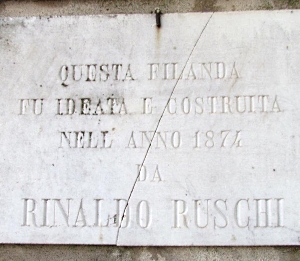 QUESTA FILANDA
FU IDEATA E COSTRUITA
NELL' ANNO 1874
DA
RINALDO RUSCHI